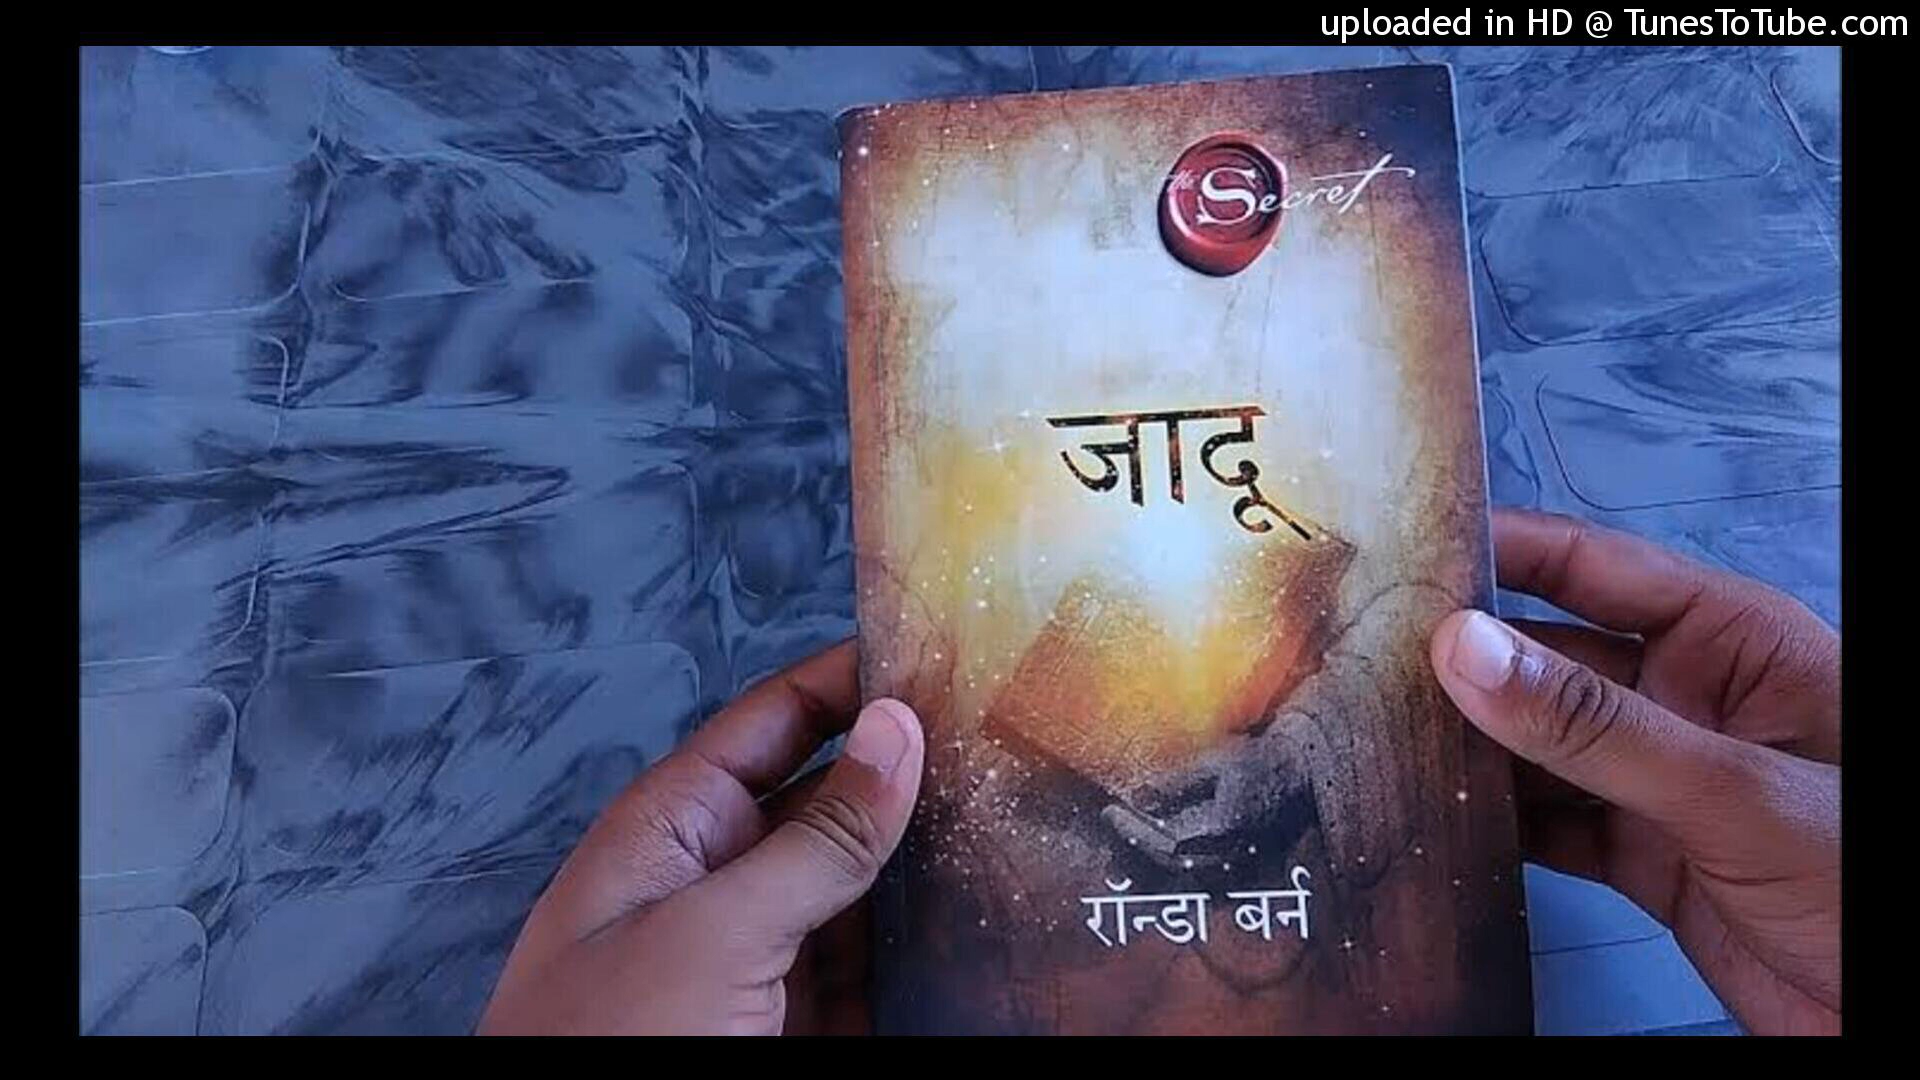 uploaded in HD @ TunesToTube.com
the Secret
जादू
रॉन्डा बर्न